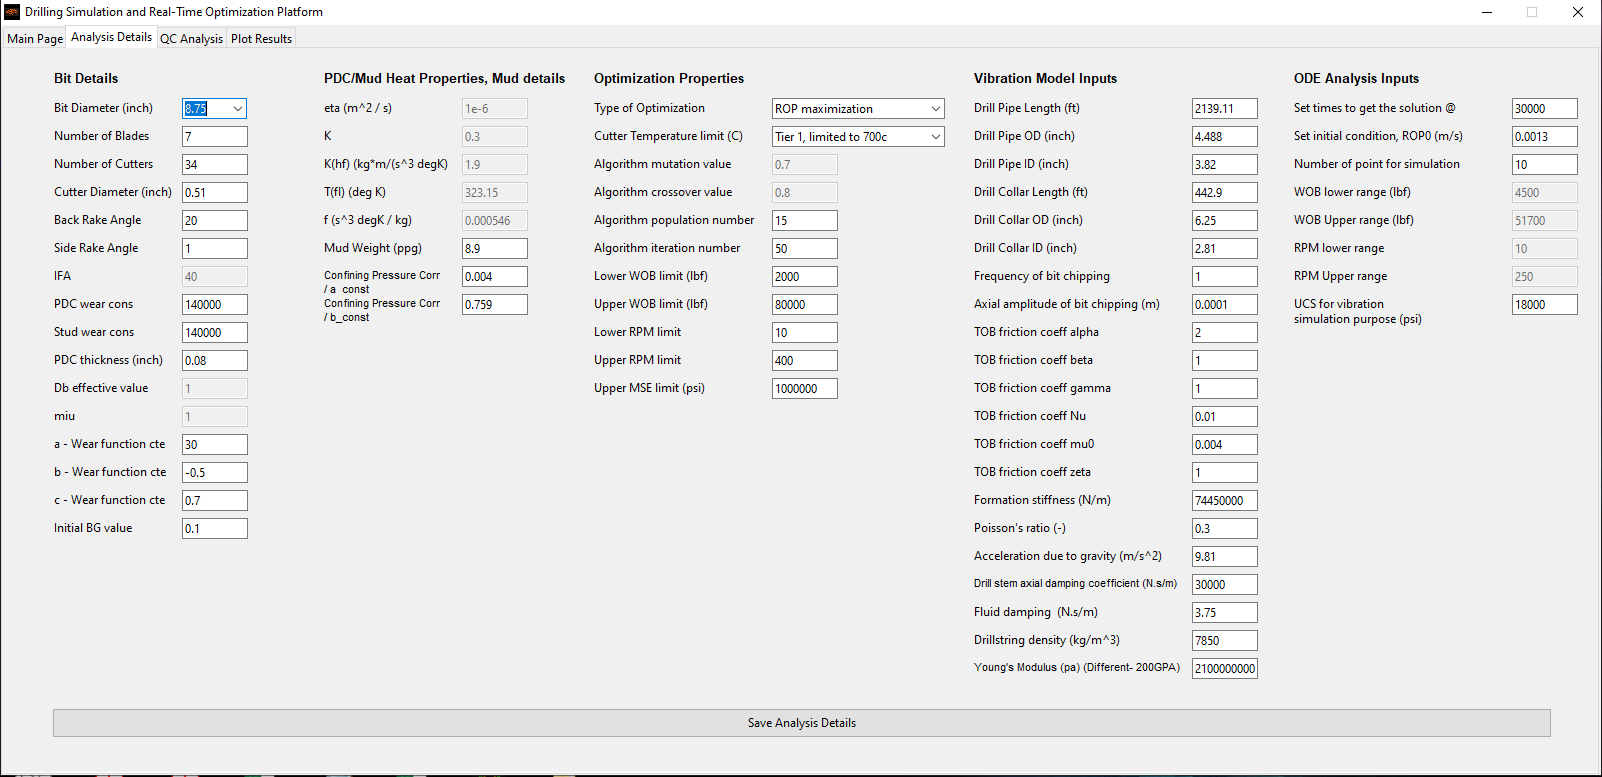 Drilling Simulation and Real-Time Optimization Platform
Main Page Analysis Details QC Analysis Plot Results
Bit Details
Bit Diameter (inch) 8.75
Number of Blades 7
Number of Cutters 34
Cutter Diameter (inch) 0.51
Back Rake Angle 20
Side Rake Angle 1
IFA 40
PDC wear cons 140000
Stud wear cons 140000
PDC thickness (inch) 0.08
Db effective value 1
miu 1
a - Wear function cte 30
b - Wear function cte -0.5
c - Wear function cte 0.7
Initial BG value 0.1
PDC/Mud Heat Properties, Mud details
eta (m^2 / s) 1e-6
K 0.3
K(hf) (kg*m/(s^3 degK) 1.9
T(fl) (deg K) 323.15
f (s^3 degK / kg) 0.000546
Mud Weight (ppg) 8.9
Confining Pressure Corr 0.004
/ a_const
Confining Pressure Corr 0.759
/ b_const
Optimization Properties
Type of Optimization ROP maximization
Cutter Temperature limit (C) Tier 1, limited to 700c
Algorithm mutation value 0.7
Algorithm crossover value 0.8
Algorithm population number 15
Algorithm iteration number 50
Lower WOB limit (lbf) 2000
Upper WOB limit (lbf) 80000
Lower RPM limit 10
Upper RPM limit 400
Upper MSE limit (psi) 1000000
Vibration Model Inputs
Drill Pipe Length (ft) 2139.11
Drill Pipe OD (inch) 4.488
Drill Pipe ID (inch) 3.82
Drill Collar Length (ft) 442.9
Drill Collar OD (inch) 6.25
Drill Collar ID (inch) 2.81
Frequency of bit chipping 1
Axial amplitude of bit chipping (m) 0.0001
TOB friction coeff alpha 2
TOB friction coeff beta 1
TOB friction coeff gamma 1
TOB friction coeff Nu 0.01
TOB friction coeff mu0 0.004
TOB friction coeff zeta 1
Formation stiffness (N/m) 74450000
Poisson's ratio (-) 0.3
Acceleration due to gravity (m/s^2) 9.81
Drill stem axial damping coefficient (N.s/m) 30000
Fluid damping (N.s/m) 3.75
Drillstring density (kg/m^3) 7850
Young's Modulus (pa) (Different- 200GPA) 2100000000
ODE Analysis Inputs
Set times to get the solution @ 30000
Set initial condition, ROP0 (m/s) 0.0013
Number of point for simulation 10
WOB lower range (lbf) 4500
WOB Upper range (lbf) 51700
RPM lower range 10
RPM Upper range 250
UCS for vibration 18000
simulation purpose (psi)
Save Analysis Details